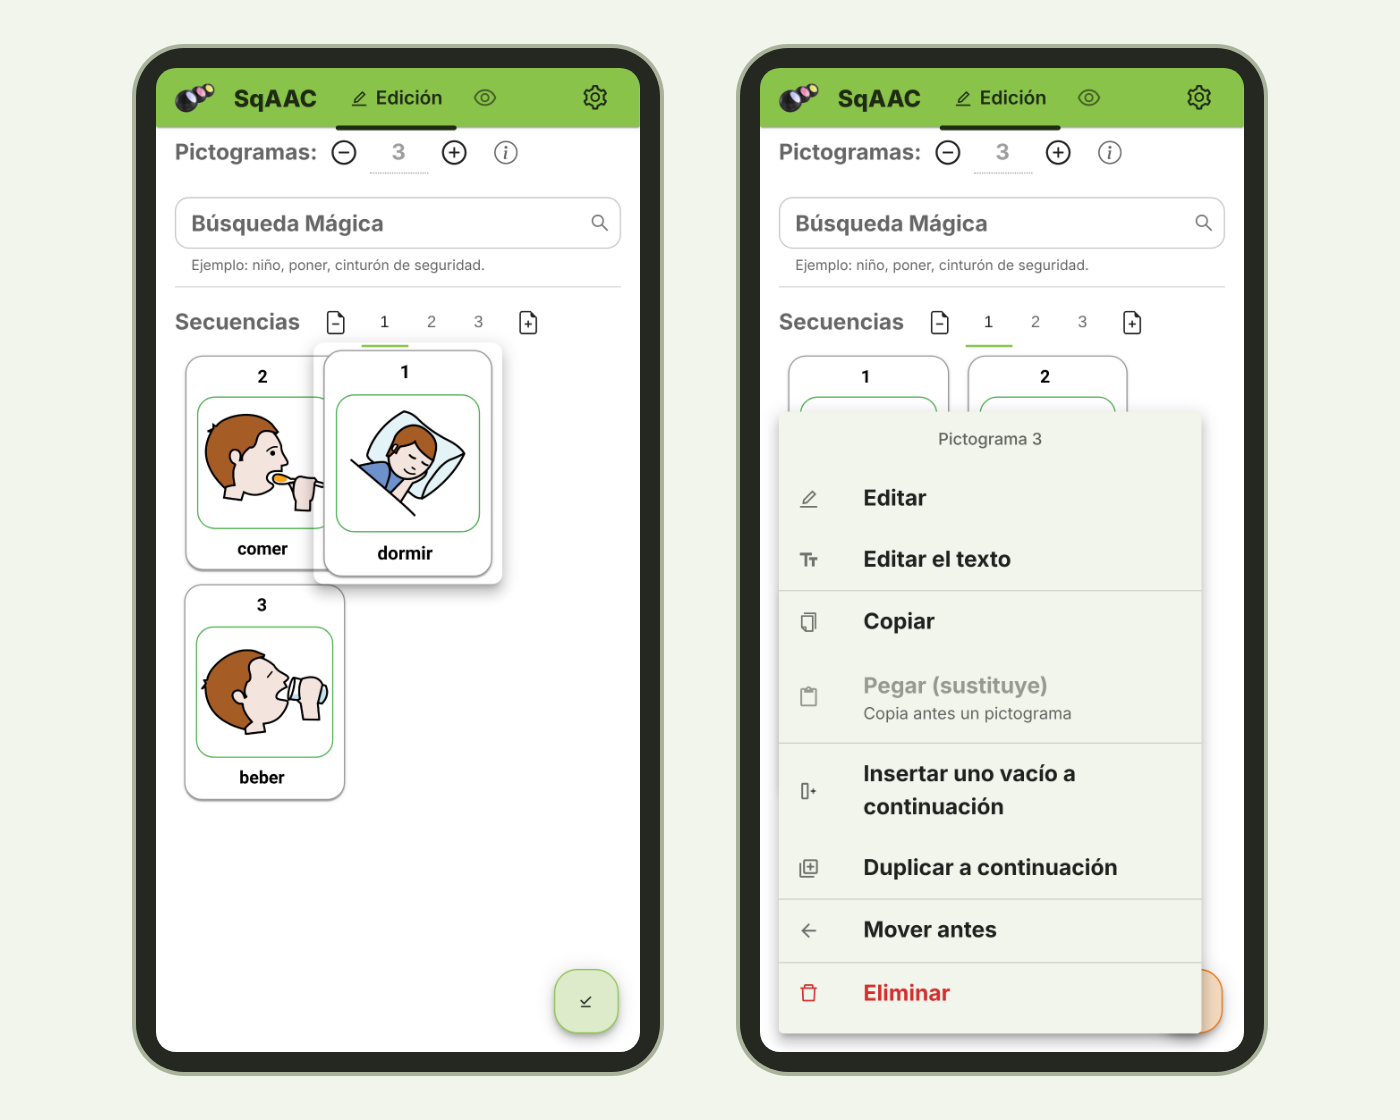 SqAAC
Edición
Pictogramas:
3
Búsqueda Mágica
Ejemplo: niño, poner, cinturón de seguridad.
Secuencias
1
2
3
2
comer
1
dormir
3
beber
SqAAC
Edición
Pictogramas:
3
Búsqueda Mágica
Ejemplo: niño, poner, cinturón de seguridad.
Secuencias
1
2
3
1
2
Pictograma 3
Editar
Editar el texto
Copiar
Pegar (sustituye)
Copia antes un pictograma
Insertar uno vacío a
continuación
Duplicar a continuación
Mover antes
Eliminar